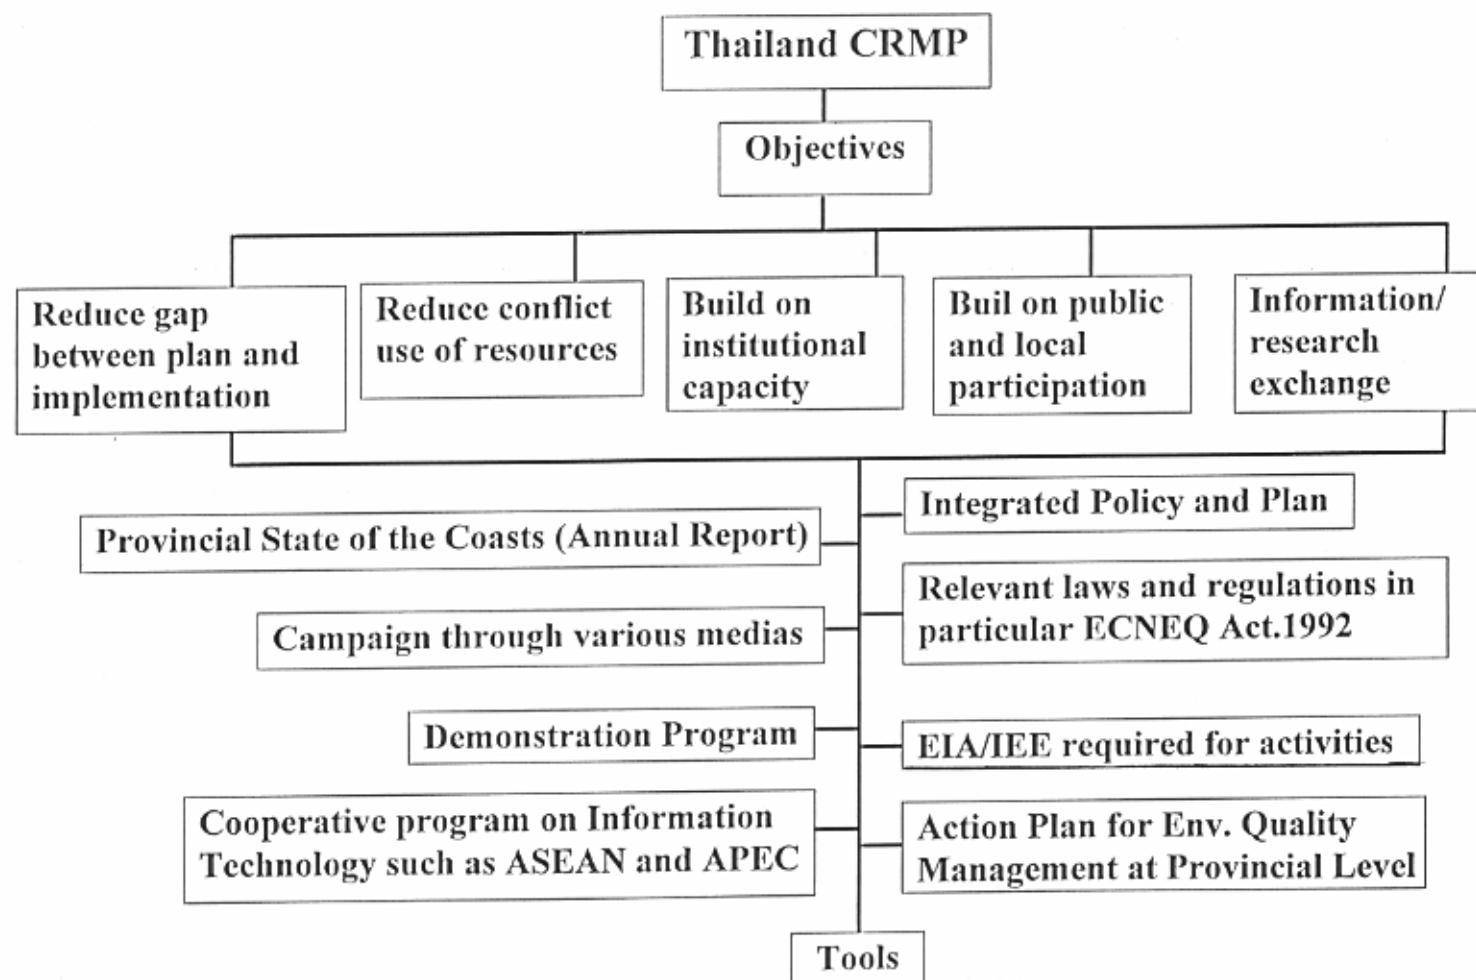 Thailand CRMP
Objectives
Reduce gap
between plan and
implementation
Reduce conflict
use of resources
Build on
institutional
capacity
Buil on public
and local
participation
Information/
research
exchange
Integrated Policy and Plan
Provincial State of the Coasts (Annual Report)
Relevant laws and regulations in
particular ECNEQ Act.1992
Campaign through various medias
Demonstration Program
EIA/IEE required for activities
Cooperative program on Information
Technology such as ASEAN and APEC
Action Plan for Env. Quality
Management at Provincial Level
Tools